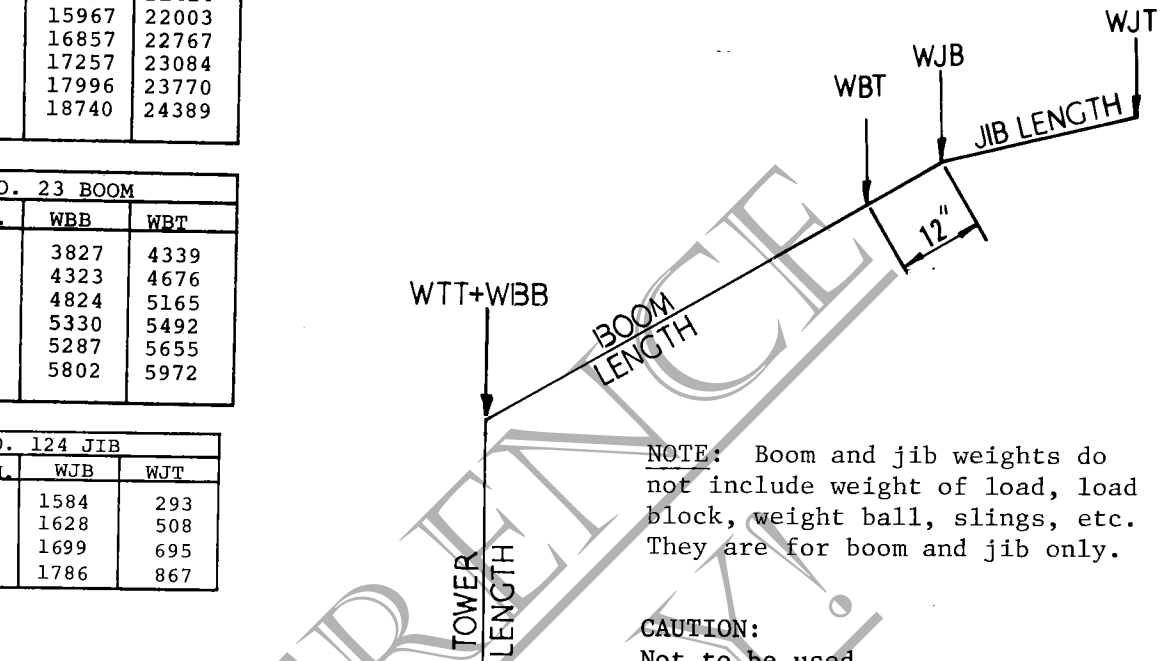 15967 22003
16857 22767
17257 23084
17996 23770
18740 24389
23 BOOM
WBB WBT
3827 4339
4323 4676
4824 5165
5330 5492
5287 5655
5802 5972
124 JIB
WJB WJT
1584 293
1628 508
1699 695
1786 867
WJT
WJB
WBT
JIB LENGTH
12"
WTT+WBB
BOOM
LENGTH
TOWER
LENGTH
NOTE: Boom and jib weights do
not include weight of load, load
block, weight ball, slings, etc.
They are for boom and jib only.
CAUTION:
Not to be used